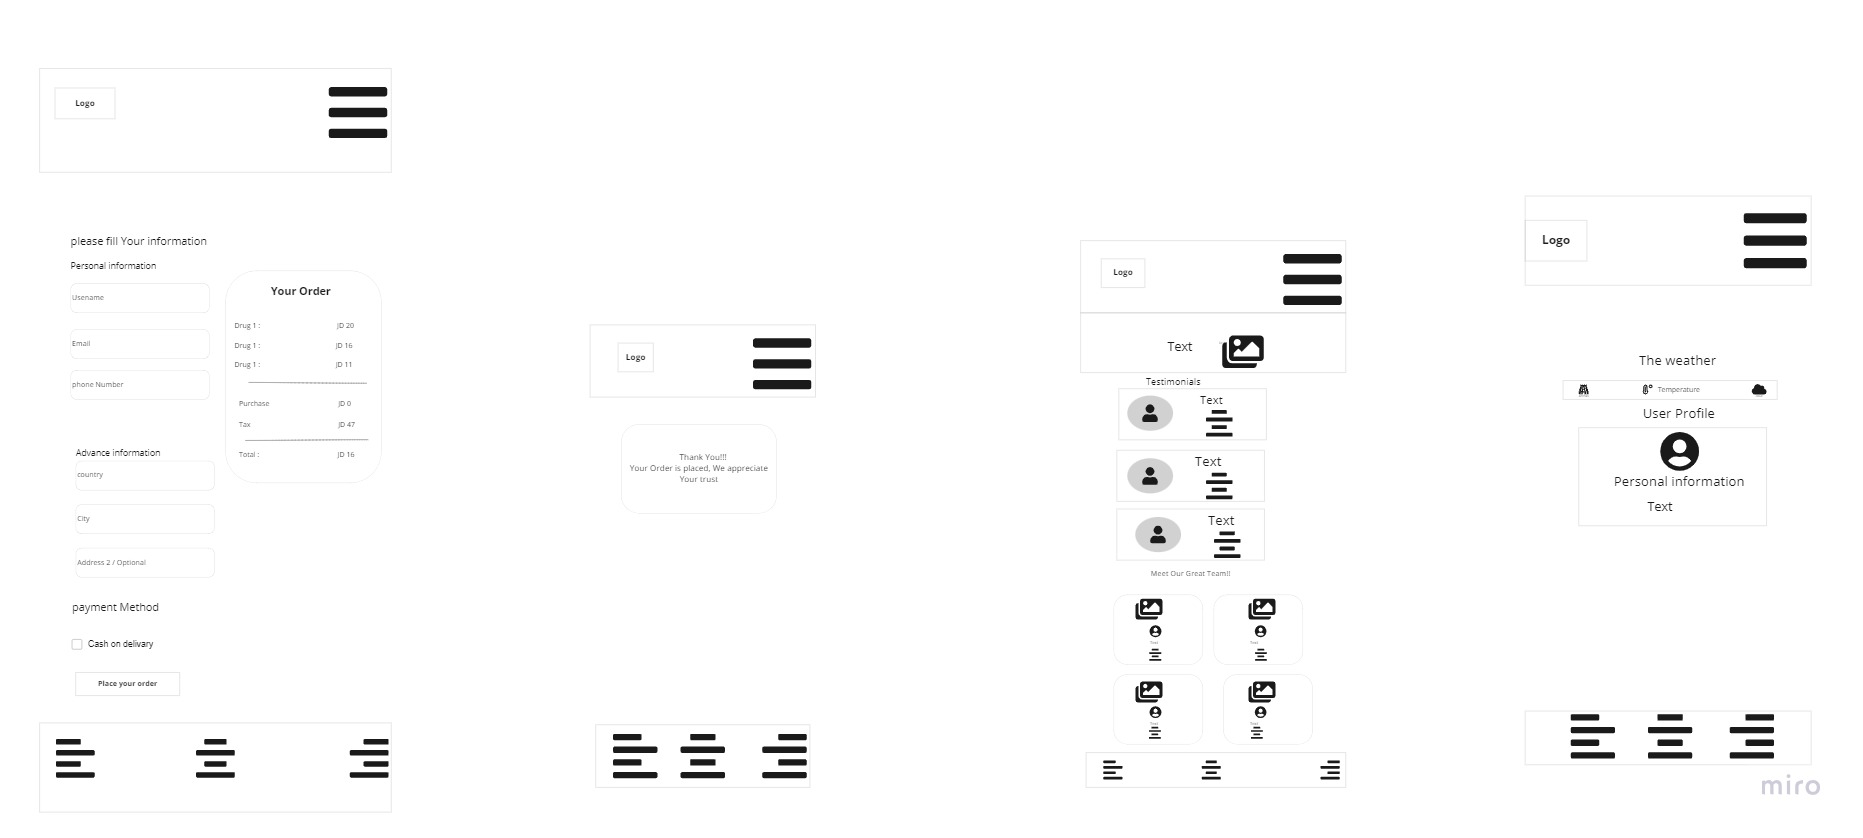 Logo
please fill Your information
Personal information
Usename
Email
phone Number
Advance information
country
City
Address 2 / Optional
payment Method
Cash on delivary
Place your order
Your Order
Drug 1 : JD 20
Drug 1 : JD 16
Drug 1 : JD 11
Purchase JD 0
Tax JD 47
Total : JD 16
Logo
Thank You!!!
Your Order is placed, We appreciate
Your trust
Logo
Text
Testimonials
Text
Text
Text
Meet Our Great Team!!
Text
Text
Text
Text
Logo
The weather
Temperature
User Profile
Personal information
Text
miro